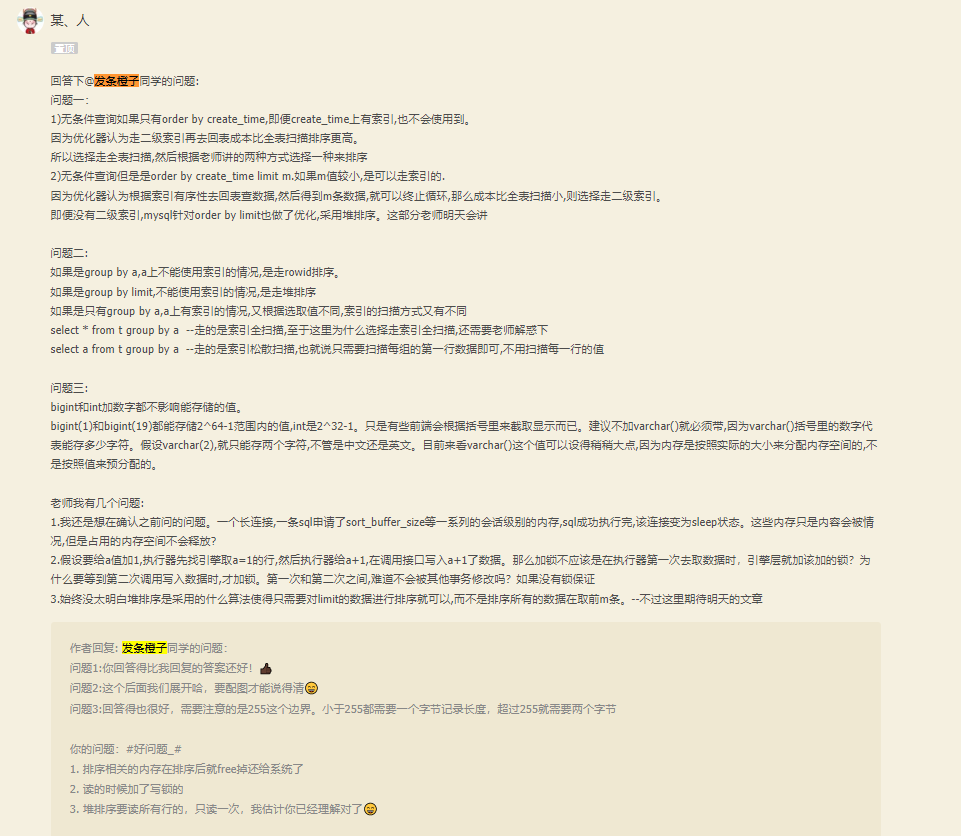 某、人
置顶
回答下@发条橙子同学的问题:
问题一:
1)无条件查询如果只有order by create_time,即便create_time上有索引,也不会使用到。
因为优化器认为走二级索引再去回表成本比全表扫描排序更高。
所以选择走全表扫描,然后根据老师讲的两种方式选择一种来排序
2)无条件查询但是是order by create_time limit m.如果m值较小,是可以走索引的.
因为优化器认为根据索引有序性去回表查数据,然后得到m条数据,就可以终止循环,那么成本比全表扫描小,则选择走二级索引。
即便没有二级索引,mysql针对order by limit也做了优化,采用堆排序。这部分老师明天会讲
问题二:
如果是group by a,a上不能使用索引的情况,是走rowid排序。
如果是group by limit,不能使用索引的情况,是走堆排序
如果是只有group by a,a上有索引的情况,又根据选取值不同,索引的扫描方式又有不同
select * from t group by a  --走的是索引全扫描,至于这里为什么选择走索引全扫描,还需要老师解惑下
select a from t group by a  --走的是索引松散扫描,也就说只需要扫描每组的第一行数据即可,不用扫描每一行的值
问题三:
bigint和int加数字都不影响能存储的值。
bigint(1)和bigint(19)都能存储2^64-1范围内的值,int是2^32-1。只是有些前端会根据括号里来截取显示而已。建议不加varchar()就必须带,因为varchar()括号里的数字代
表能存多少字符。假设varchar(2),就只能存两个字符,不管是中文还是英文。目前来看varchar()这个值可以设得稍稍大点,因为内存是按照实际的大小来分配内存空间的,不
是按照值来预分配的。
老师我有几个问题:
1.我还是想在确认之前问的问题。一个长连接,一条sql申请了sort_buffer_size等一系列的会话级别的内存,sql成功执行完,该连接变为sleep状态。这些内存只是内容会被情
况,但是占用的内存空间不会释放?
2.假设要给a值加1,执行器先找引擎取a=1的行,然后执行器给a+1,在调用接口写入a+1了数据。那么加锁不应该是在执行器第一次去取数据时，引擎层就加该加的锁？为
什么要等到第二次调用写入数据时,才加锁。第一次和第二次之间,难道不会被其他事务修改吗？如果没有锁保证
3.始终没太明白堆排序是采用的什么算法使得只需要对limit的数据进行排序就可以,而不是排序所有的数据在取前m条。--不过这里期待明天的文章
作者回复: 发条橙子同学的问题：
问题1:你回答得比我回复的答案还好！👍🏿
问题2:这个后面我们展开哈，要配图才能说得清😄
问题3:回答得也很好，需要注意的是255这个边界。小于255都需要一个字节记录长度，超过255就需要两个字节
你的问题：#好问题_#
1. 排序相关的内存在排序后就free掉还给系统了
2. 读的时候加了写锁的
3. 堆排序要读所有行的，只读一次，我估计你已经理解对了😄